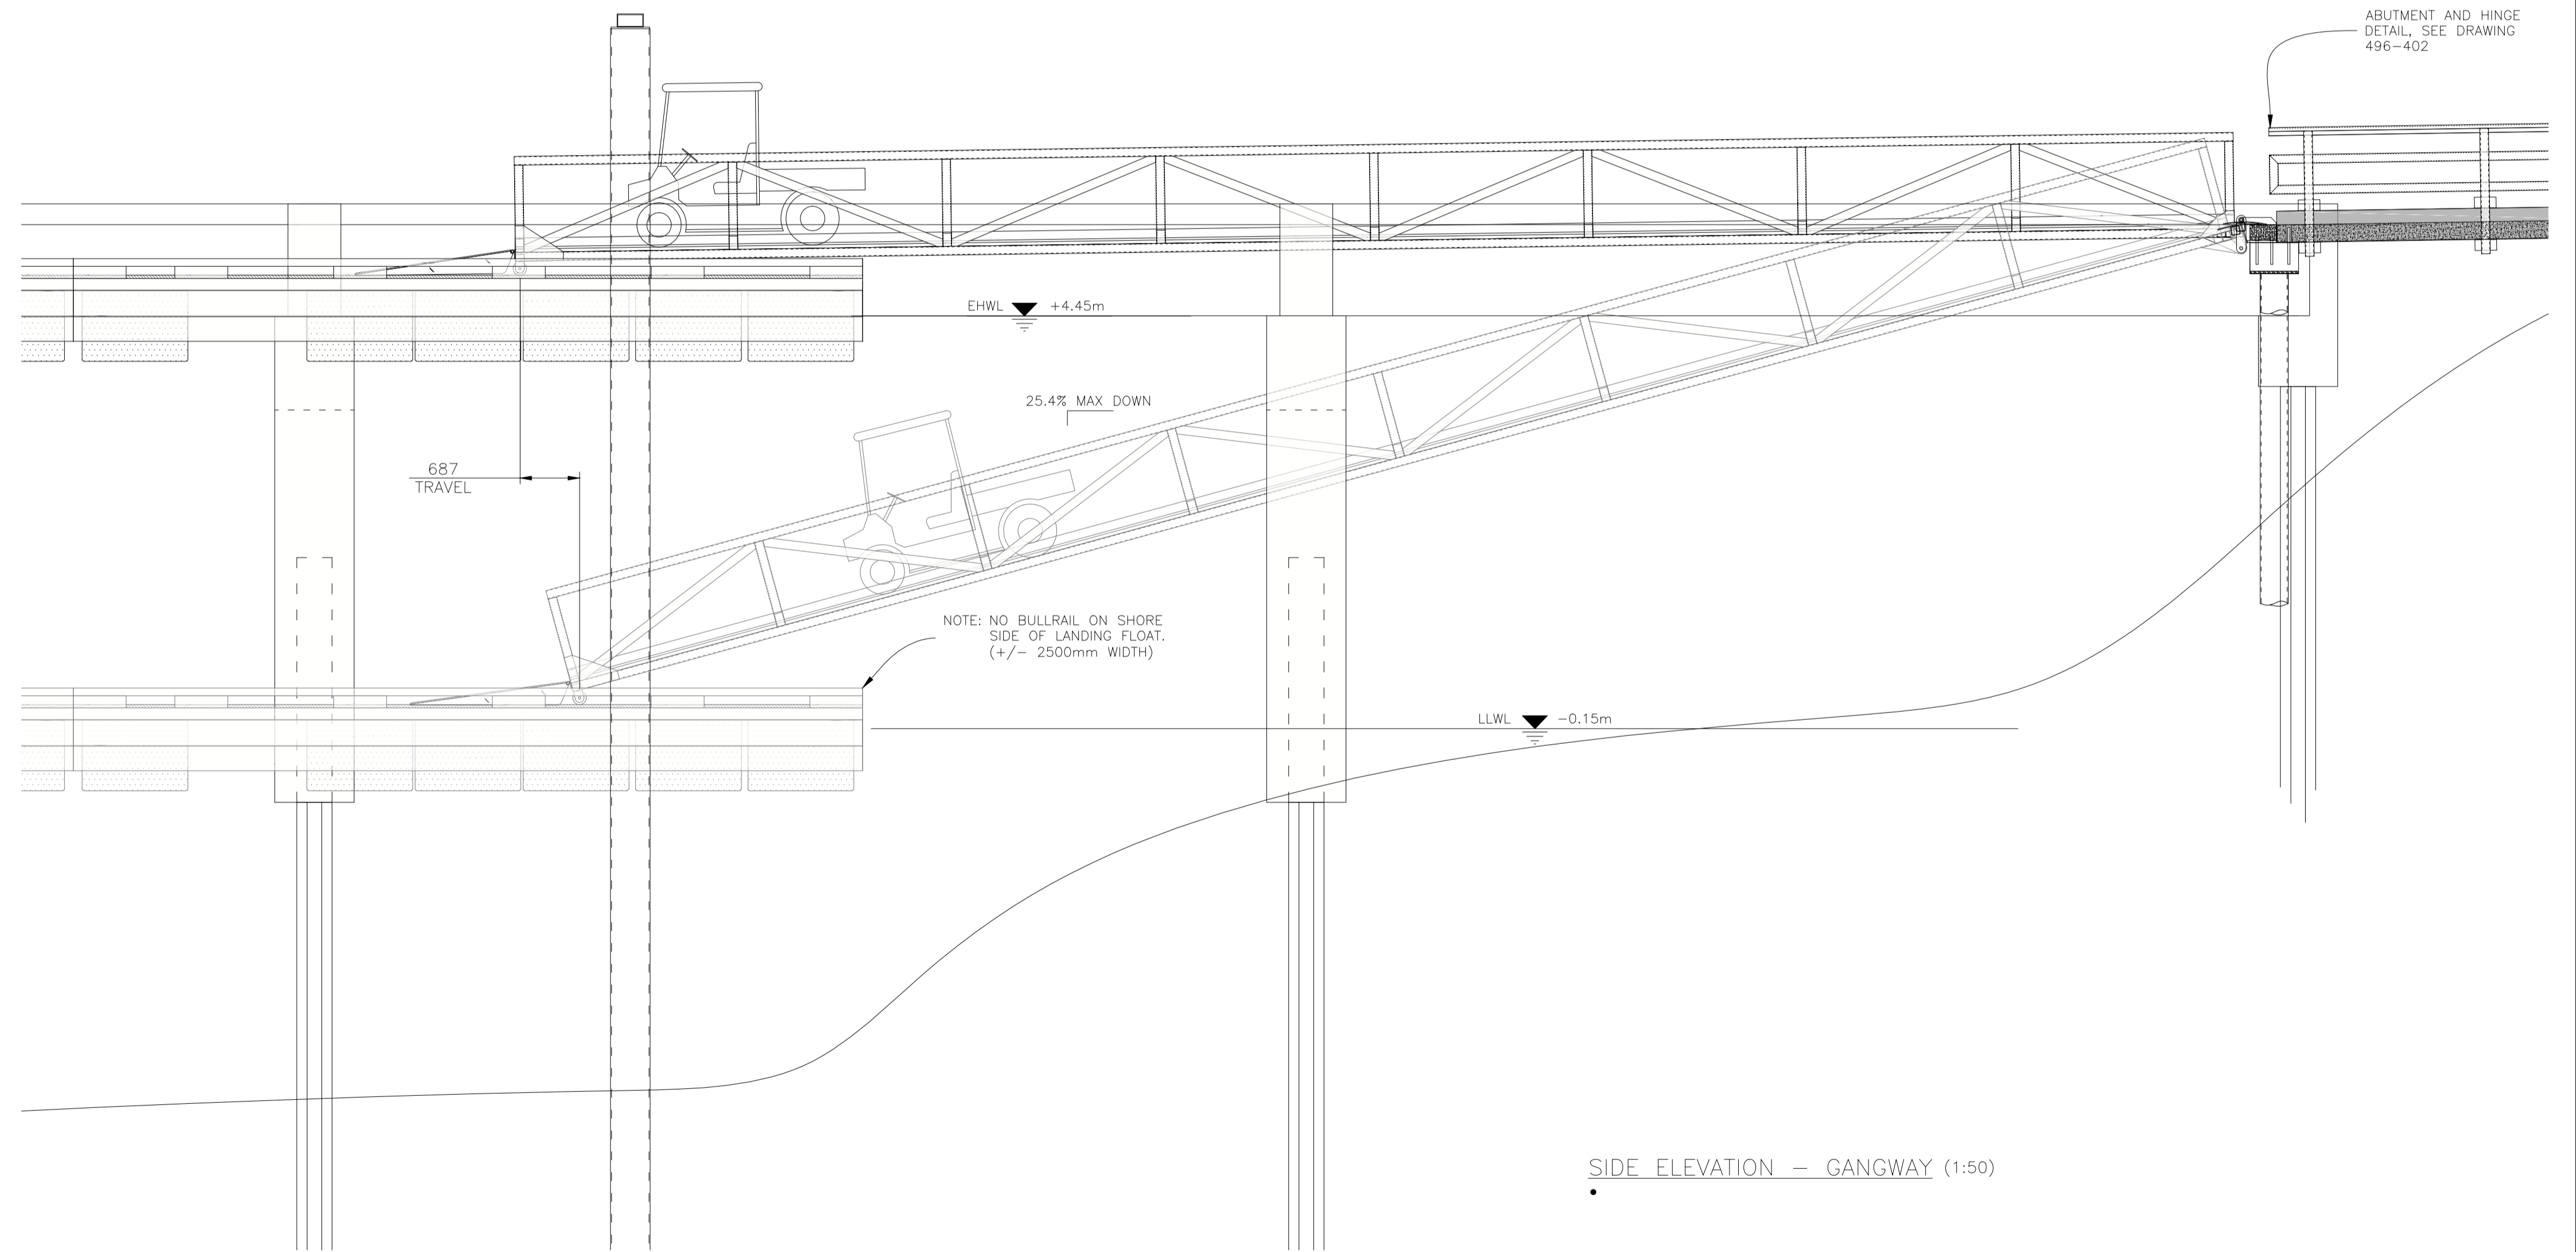 ABUTMENT AND HINGE
DETAIL, SEE DRAWING
496-402
EHWL +4.45m
25.4% MAX DOWN
687
TRAVEL
NOTE: NO BULLRAIL ON SHORE
SIDE OF LANDING FLOAT.
(+/- 2500mm WIDTH)
LLWL -0.15m
SIDE ELEVATION - GANGWAY (1:50)